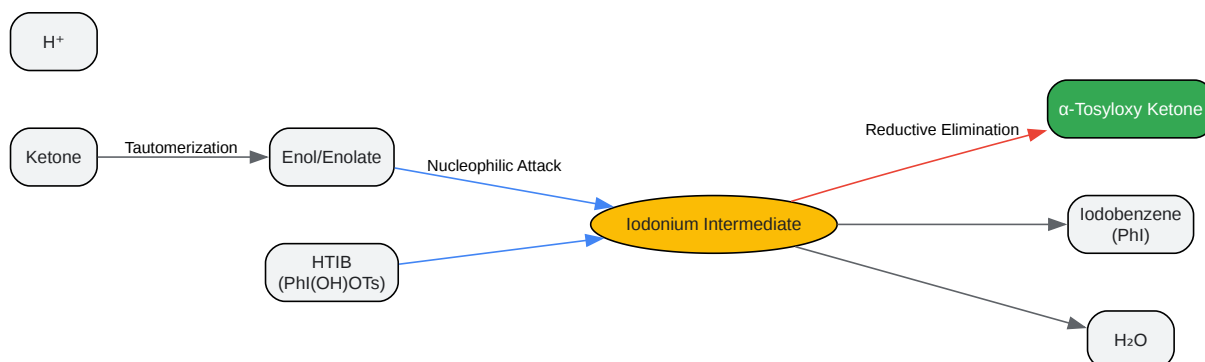 H⁺
Ketone
Tautomerization
Enol/Enolate
Nucleophilic Attack
HTIB
(PhI(OH)OTs)
Iodonium Intermediate
Reductive Elimination
α-Tosyloxy Ketone
Iodobenzene
(PhI)
H₂O